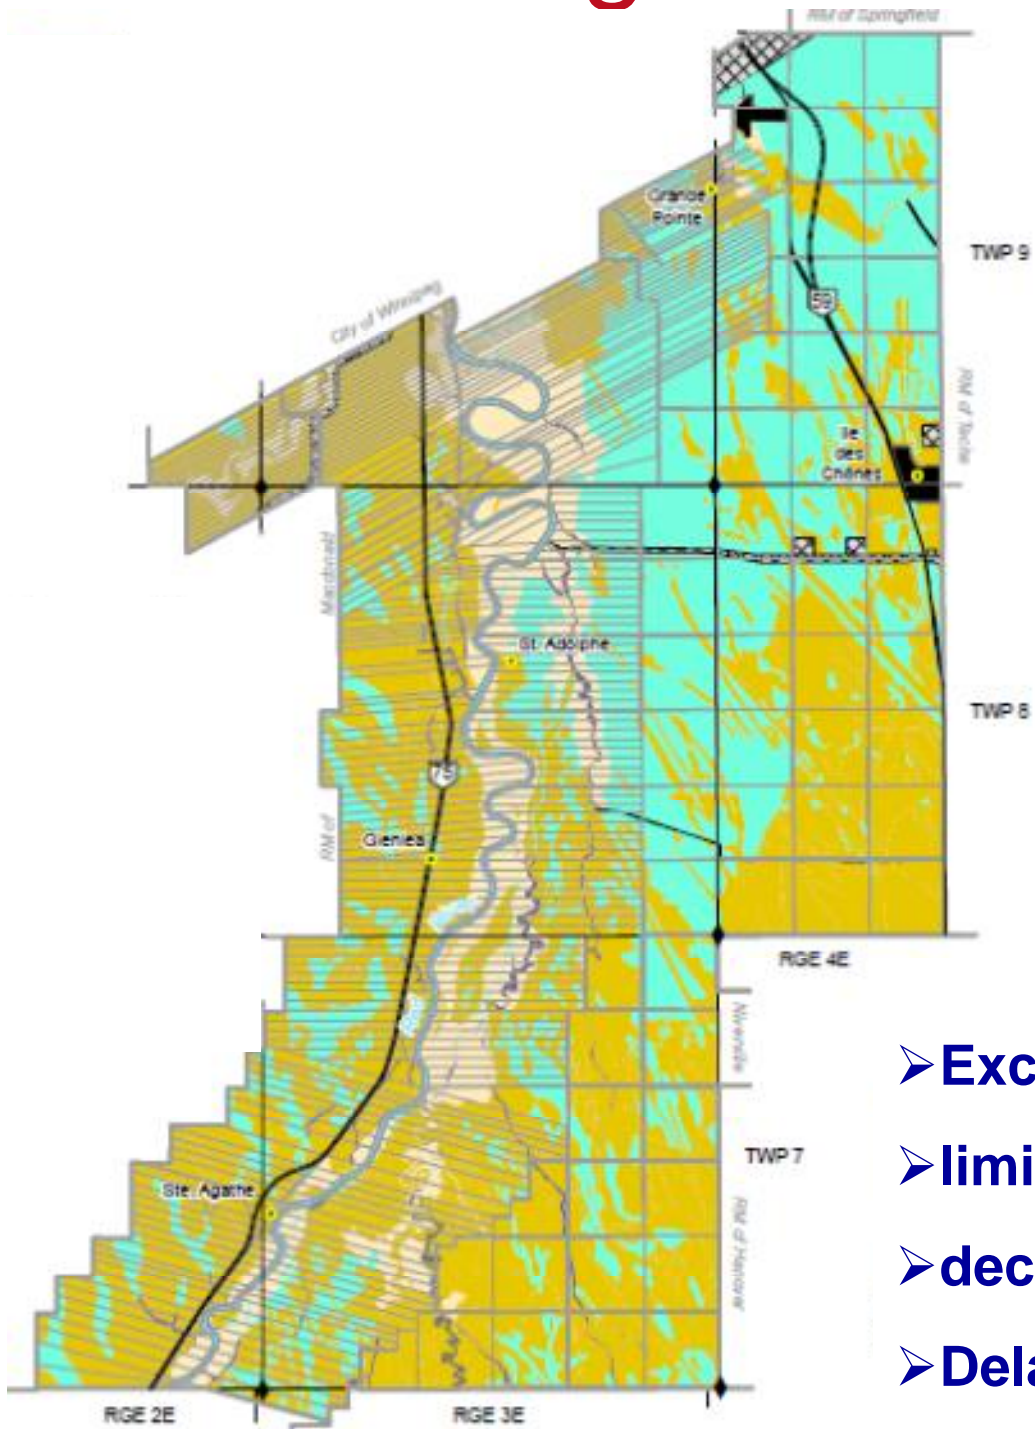 g
RM of Springfield
Grande
Pointe
TWP 9
59
City of Winnipeg
RM of Tache
Ile
des
Chênes
Macdonald
St. Adolphe
TWP 8
75
RM of
Glenlea
RGE 4E
Red
Niverville
➢Exc
➢limi
TWP 7
Ste. Agathe
RM of Hanover
➢dec
➢Dela
RGE 2E
RGE 3E